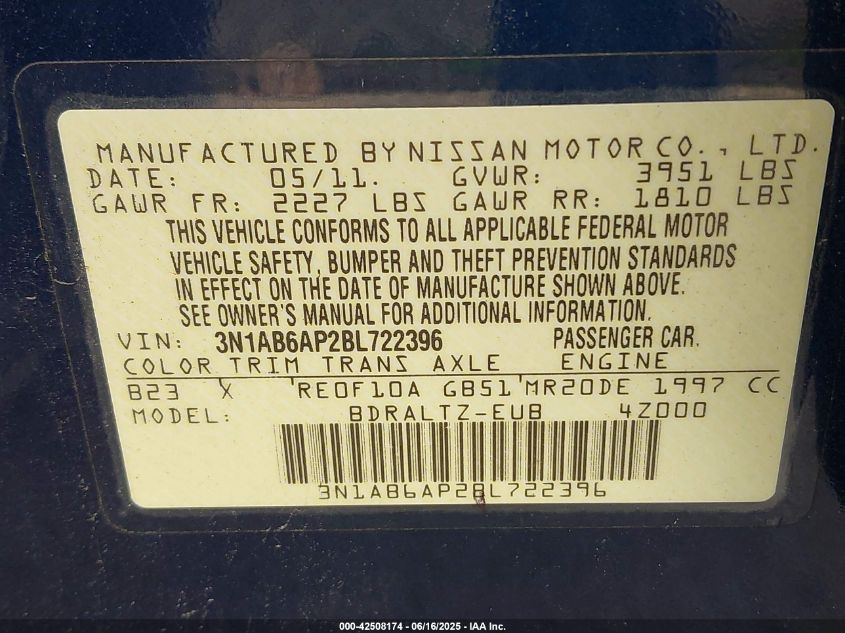 MANUFACTURED BY NISSAN MOTOR CO., LTD.
DATE: 05/11. GVWR: 3951 LBS
GAWR FR: 2227 LBS GAWR RR: 1810 LBS
THIS VEHICLE CONFORMS TO ALL APPLICABLE FEDERAL MOTOR
VEHICLE SAFETY, BUMPER AND THEFT PREVENTION STANDARDS
IN EFFECT ON THE DATE OF MANUFACTURE SHOWN ABOVE.
SEE OWNER'S MANUAL FOR ADDITIONAL INFORMATION.
VIN: 3N1AB6AP2BL722396 PASSENGER CAR.
COLOR TRIM TRANS AXLE ENGINE
B23 X RE0F10A GB51 MR20DE 1997 CC
MODEL: BDRALTZ-EUB 4Z000
3N1AB6AP2BL722396
000-42508174 - 06/16/2025 - IAA Inc.